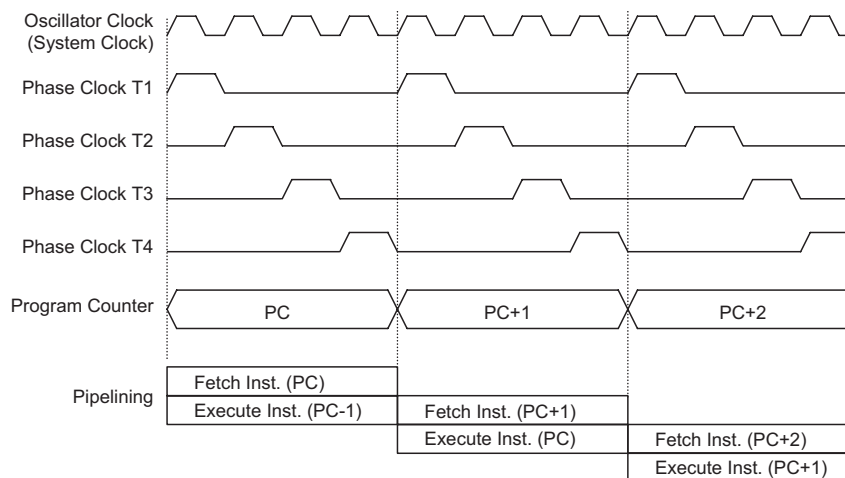 Oscillator Clock
(System Clock)
Phase Clock T1
Phase Clock T2
Phase Clock T3
Phase Clock T4
Program Counter
PC
PC+1
PC+2
Pipelining
Fetch Inst. (PC)
Execute Inst. (PC-1)
Fetch Inst. (PC+1)
Execute Inst. (PC)
Fetch Inst. (PC+2)
Execute Inst. (PC+1)